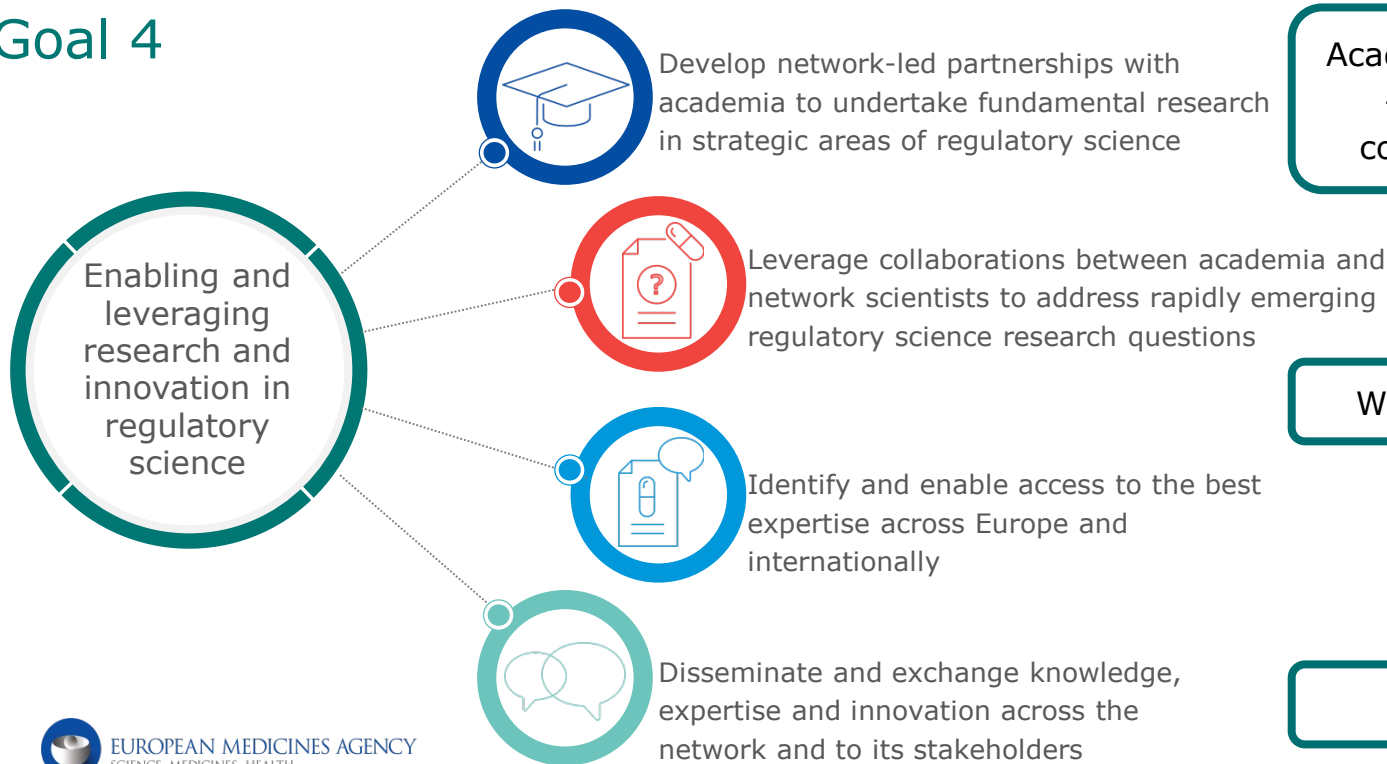 Goal 4
Develop network-led partnerships with
academia to undertake fundamental research
in strategic areas of regulatory science
Leverage collaborations between academia and
network scientists to address rapidly emerging
regulatory science research questions
?
Enabling and
leveraging
research and
innovation in
regulatory
science
Identify and enable access to the best
expertise across Europe and
internationally
Disseminate and exchange knowledge,
expertise and innovation across the
network and to its stakeholders
EUROPEAN MEDICINES AGENCY
SCIENCE MEDICINES HEALTH